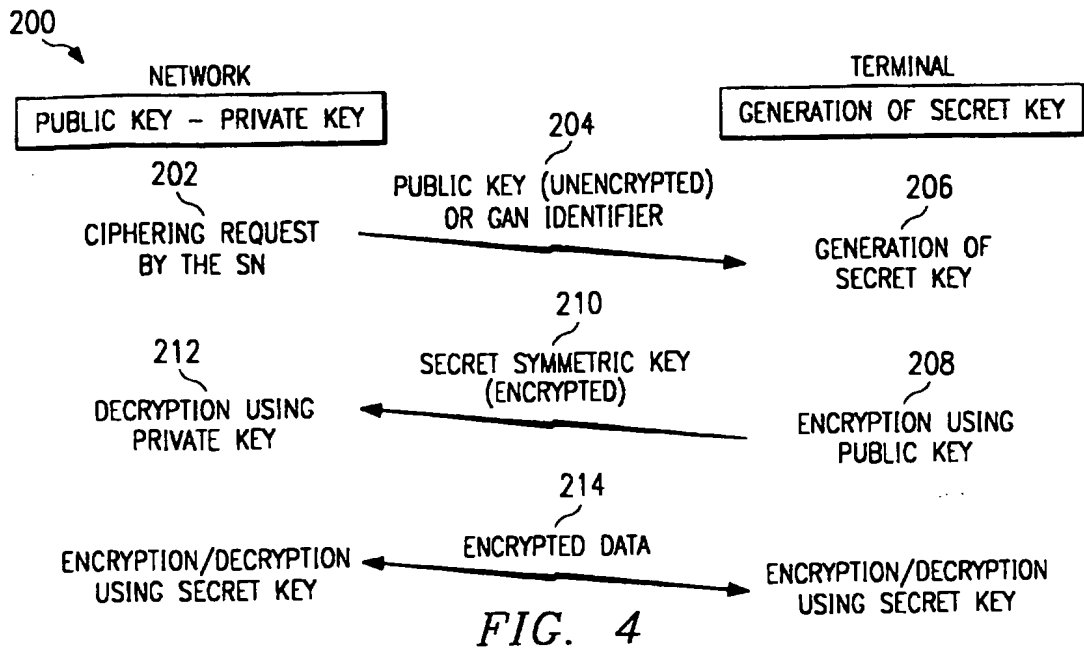 200
NETWORK
TERMINAL
PUBLIC KEY – PRIVATE KEY
GENERATION OF SECRET KEY
204
202
PUBLIC KEY (UNENCRYPTED)
OR GAN IDENTIFIER
206
CIPHERING REQUEST
BY THE SN
GENERATION OF
SECRET KEY
210
212
SECRET SYMMETRIC KEY
(ENCRYPTED)
208
DECRYPTION USING
PRIVATE KEY
ENCRYPTION USING
PUBLIC KEY
214
ENCRYPTED DATA
ENCRYPTION/DECRYPTION
USING SECRET KEY
ENCRYPTION/DECRYPTION
USING SECRET KEY
FIG. 4